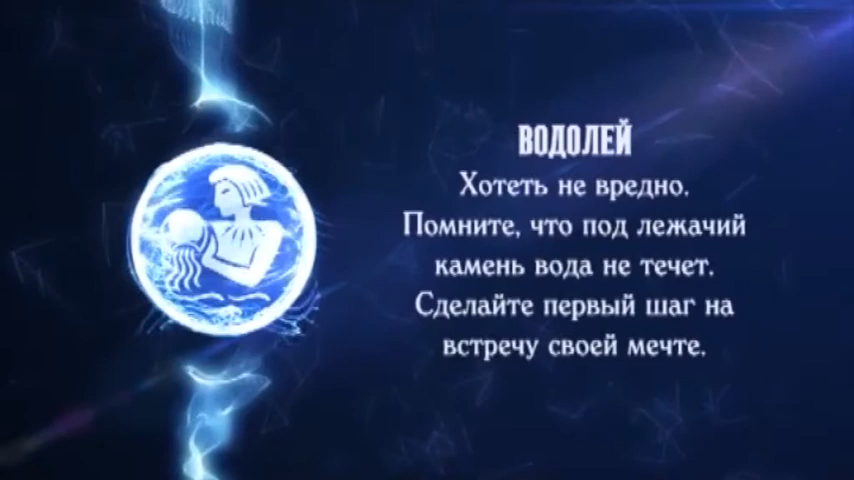 ВОДОЛЕЙ
Хотеть не вредно.
Помните, что под лежачий
камень вода не течет.
Сделайте первый шаг на
встречу своей мечте.